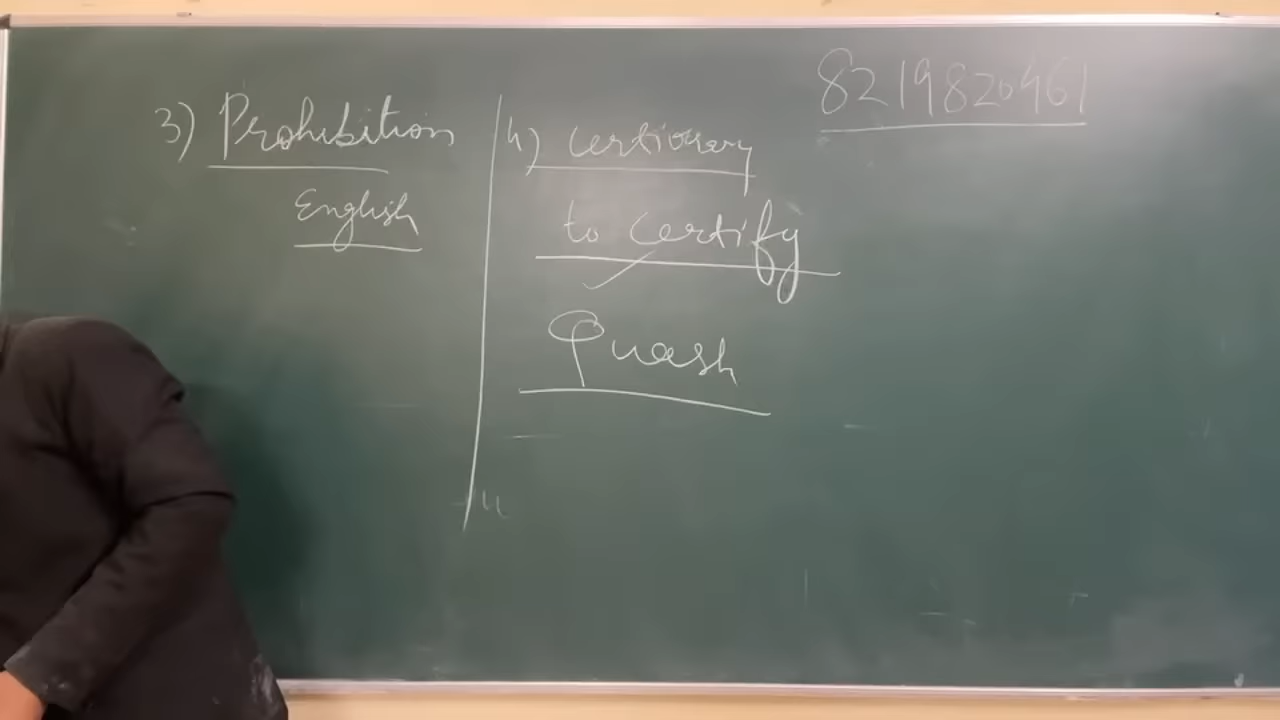 3) Prohibition
English
4) Certiorary
to certify
Quash
8219820461